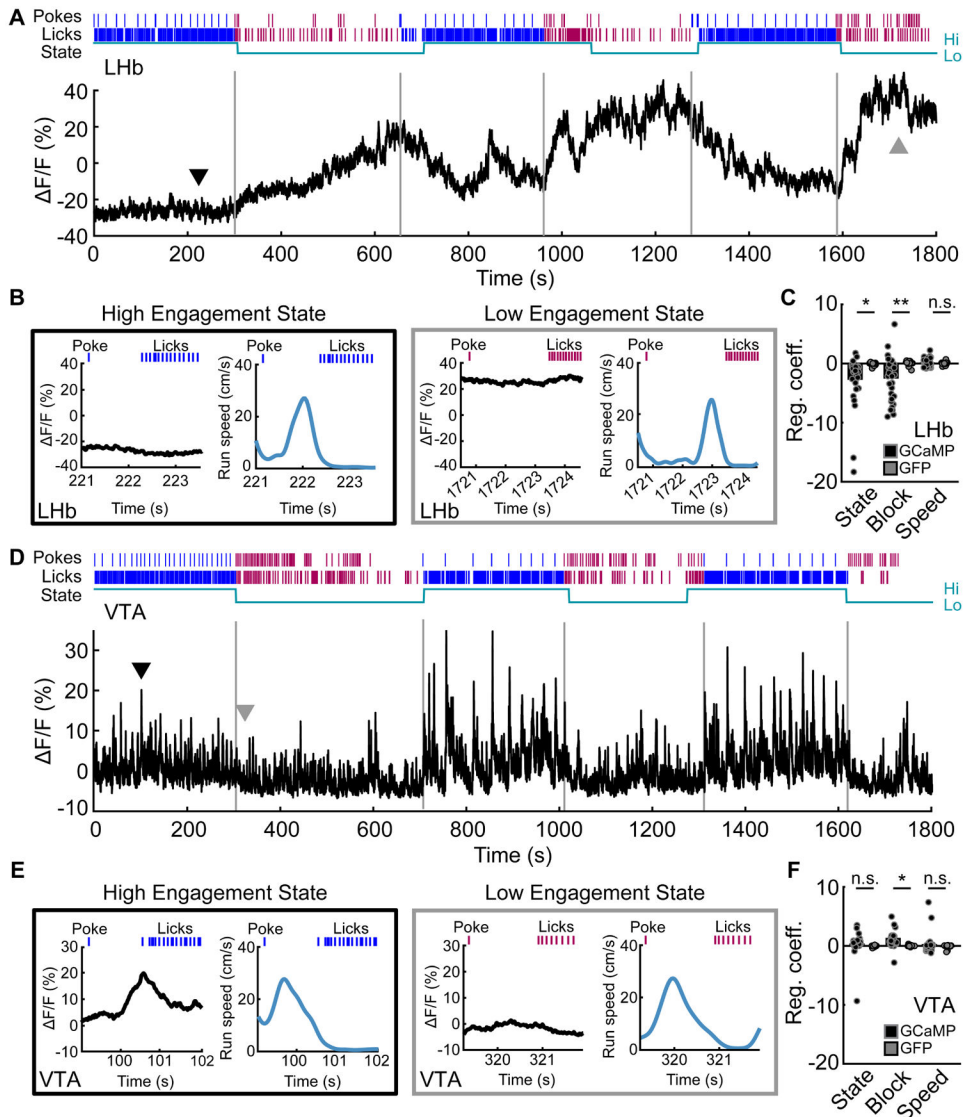 A
Pokes
Licks
State
Hi
Lo
LHb
ΔF/F (%)
40
20
0
-20
-40
0 200 400 600 800 1000 1200 1400 1600 1800
Time (s)
B
High Engagement State
Low Engagement State
Poke Licks
ΔF/F (%)
40
20
0
-20
-40
221 222 223
Time (s)
LHb
Poke Licks
Run speed (cm/s)
40
20
0
221 222 223
Time (s)
Poke Licks
ΔF/F (%)
40
20
0
-20
-40
1721 1722 1723 1724
Time (s)
LHb
Poke Licks
Run speed (cm/s)
40
20
0
1721 1722 1723 1724
Time (s)
C
* ** n.s.
Reg. coeff.
10
0
-10
-20
LHb
GCaMP
GFP
State Block Speed
D
Pokes
Licks
State
Hi
Lo
VTA
ΔF/F (%)
30
20
10
0
-10
0 200 400 600 800 1000 1200 1400 1600 1800
Time (s)
E
High Engagement State
Low Engagement State
Poke Licks
ΔF/F (%)
30
20
10
0
-10
100 101 102
Time (s)
VTA
Poke Licks
Run speed (cm/s)
40
20
0
100 101 102
Time (s)
Poke Licks
ΔF/F (%)
30
20
10
0
-10
320 321
Time (s)
VTA
Poke Licks
Run speed (cm/s)
40
20
0
320 321
Time (s)
F
n.s. * n.s.
Reg. coeff.
10
0
-10
-20
VTA
GCaMP
GFP
State Block Speed